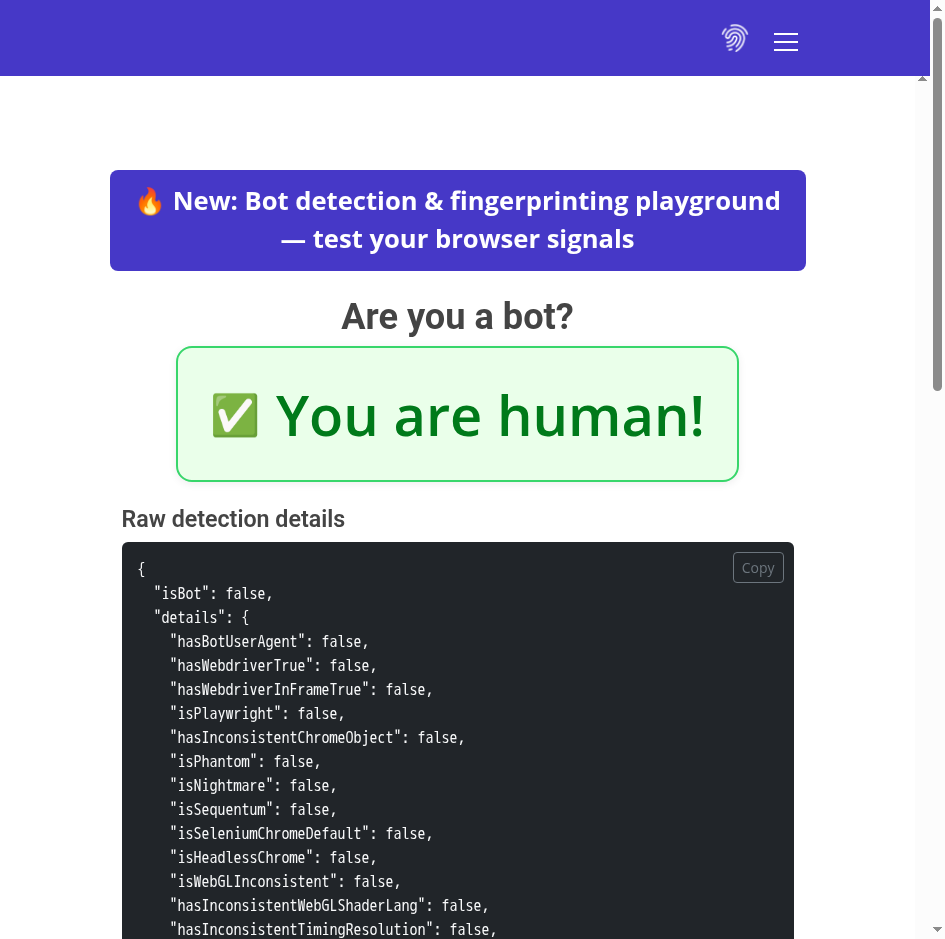 🔥 New: Bot detection & fingerprinting playground
— test your browser signals
Are you a bot?
✅ You are human!
Raw detection details
Copy
{
  "isBot": false,
  "details": {
    "hasBotUserAgent": false,
    "hasWebdriverTrue": false,
    "hasWebdriverInFrameTrue": false,
    "isPlaywright": false,
    "hasInconsistentChromeObject": false,
    "isPhantom": false,
    "isNightmare": false,
    "isSequentum": false,
    "isSeleniumChromeDefault": false,
    "isHeadlessChrome": false,
    "isWebGLInconsistent": false,
    "hasInconsistentWebGLShaderLang": false,
    "hasInconsistentTimingResolution": false,